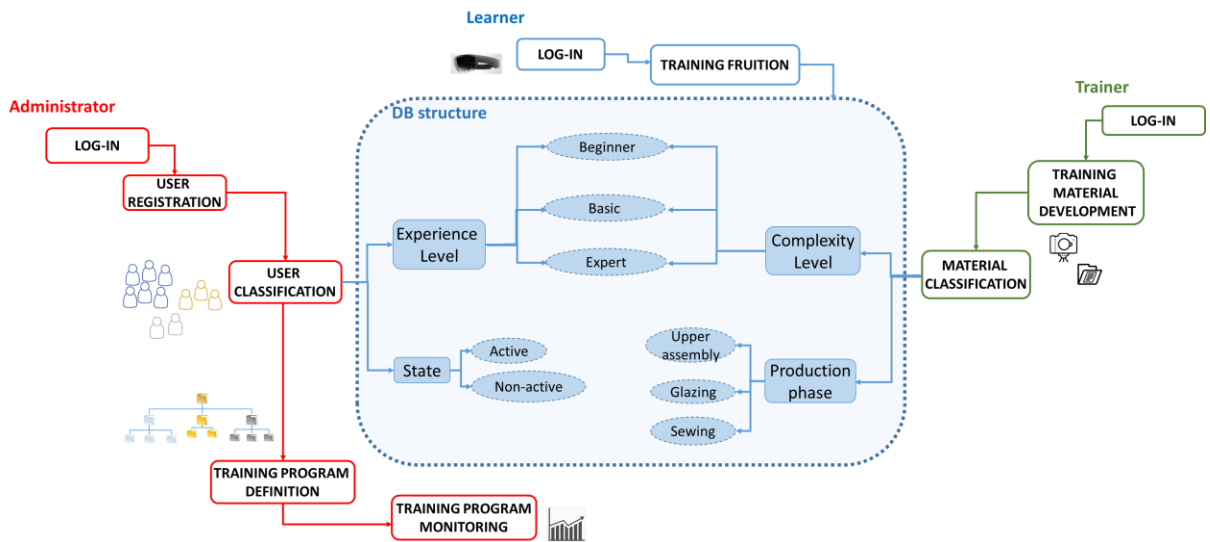 Learner
LOG-IN
TRAINING FRUITION
Administrator
LOG-IN
USER
REGISTRATION
USER
CLASSIFICATION
TRAINING PROGRAM
DEFINITION
TRAINING PROGRAM
MONITORING
DB structure
Experience
Level
Beginner
Basic
Expert
State
Active
Non-active
Complexity
Level
Production
phase
Upper
assembly
Glazing
Sewing
Trainer
LOG-IN
TRAINING
MATERIAL
DEVELOPMENT
MATERIAL
CLASSIFICATION